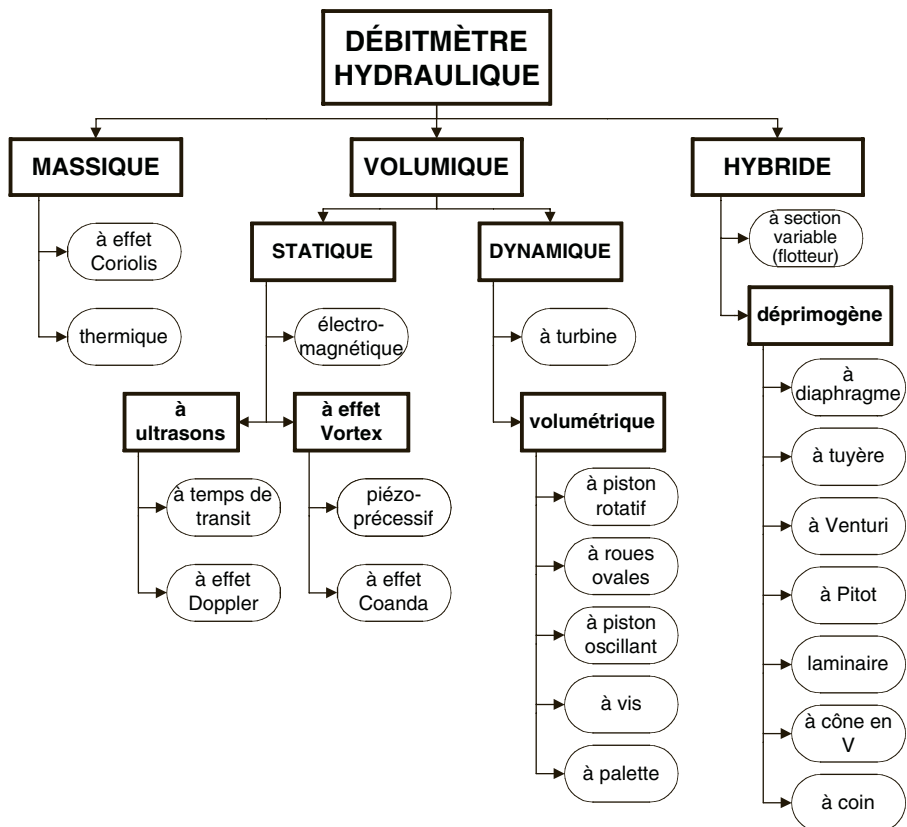 DÉBITMÈTRE
HYDRAULIQUE
MASSIQUE
VOLUMIQUE
HYBRIDE
à effet
Coriolis
thermique
STATIQUE
DYNAMIQUE
électro-
magnétique
à turbine
à
ultrasons
à effet
Vortex
volumétrique
à temps de
transit
à effet
Doppler
piézo-
précessif
à effet
Coanda
à piston
rotatif
à roues
ovales
à piston
oscillant
à vis
à palette
à section
variable
(flotteur)
déprimogène
à
diaphragme
à tuyère
à Venturi
à Pitot
laminaire
à cône en
V
à coin